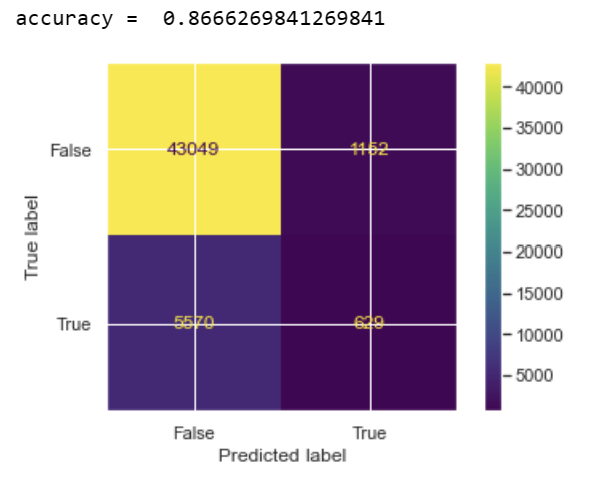 accuracy =  0.8666269841269841
40000
35000
30000
25000
20000
15000
10000
5000
True label
False
True
43049
1152
5570
629
False
True
Predicted label